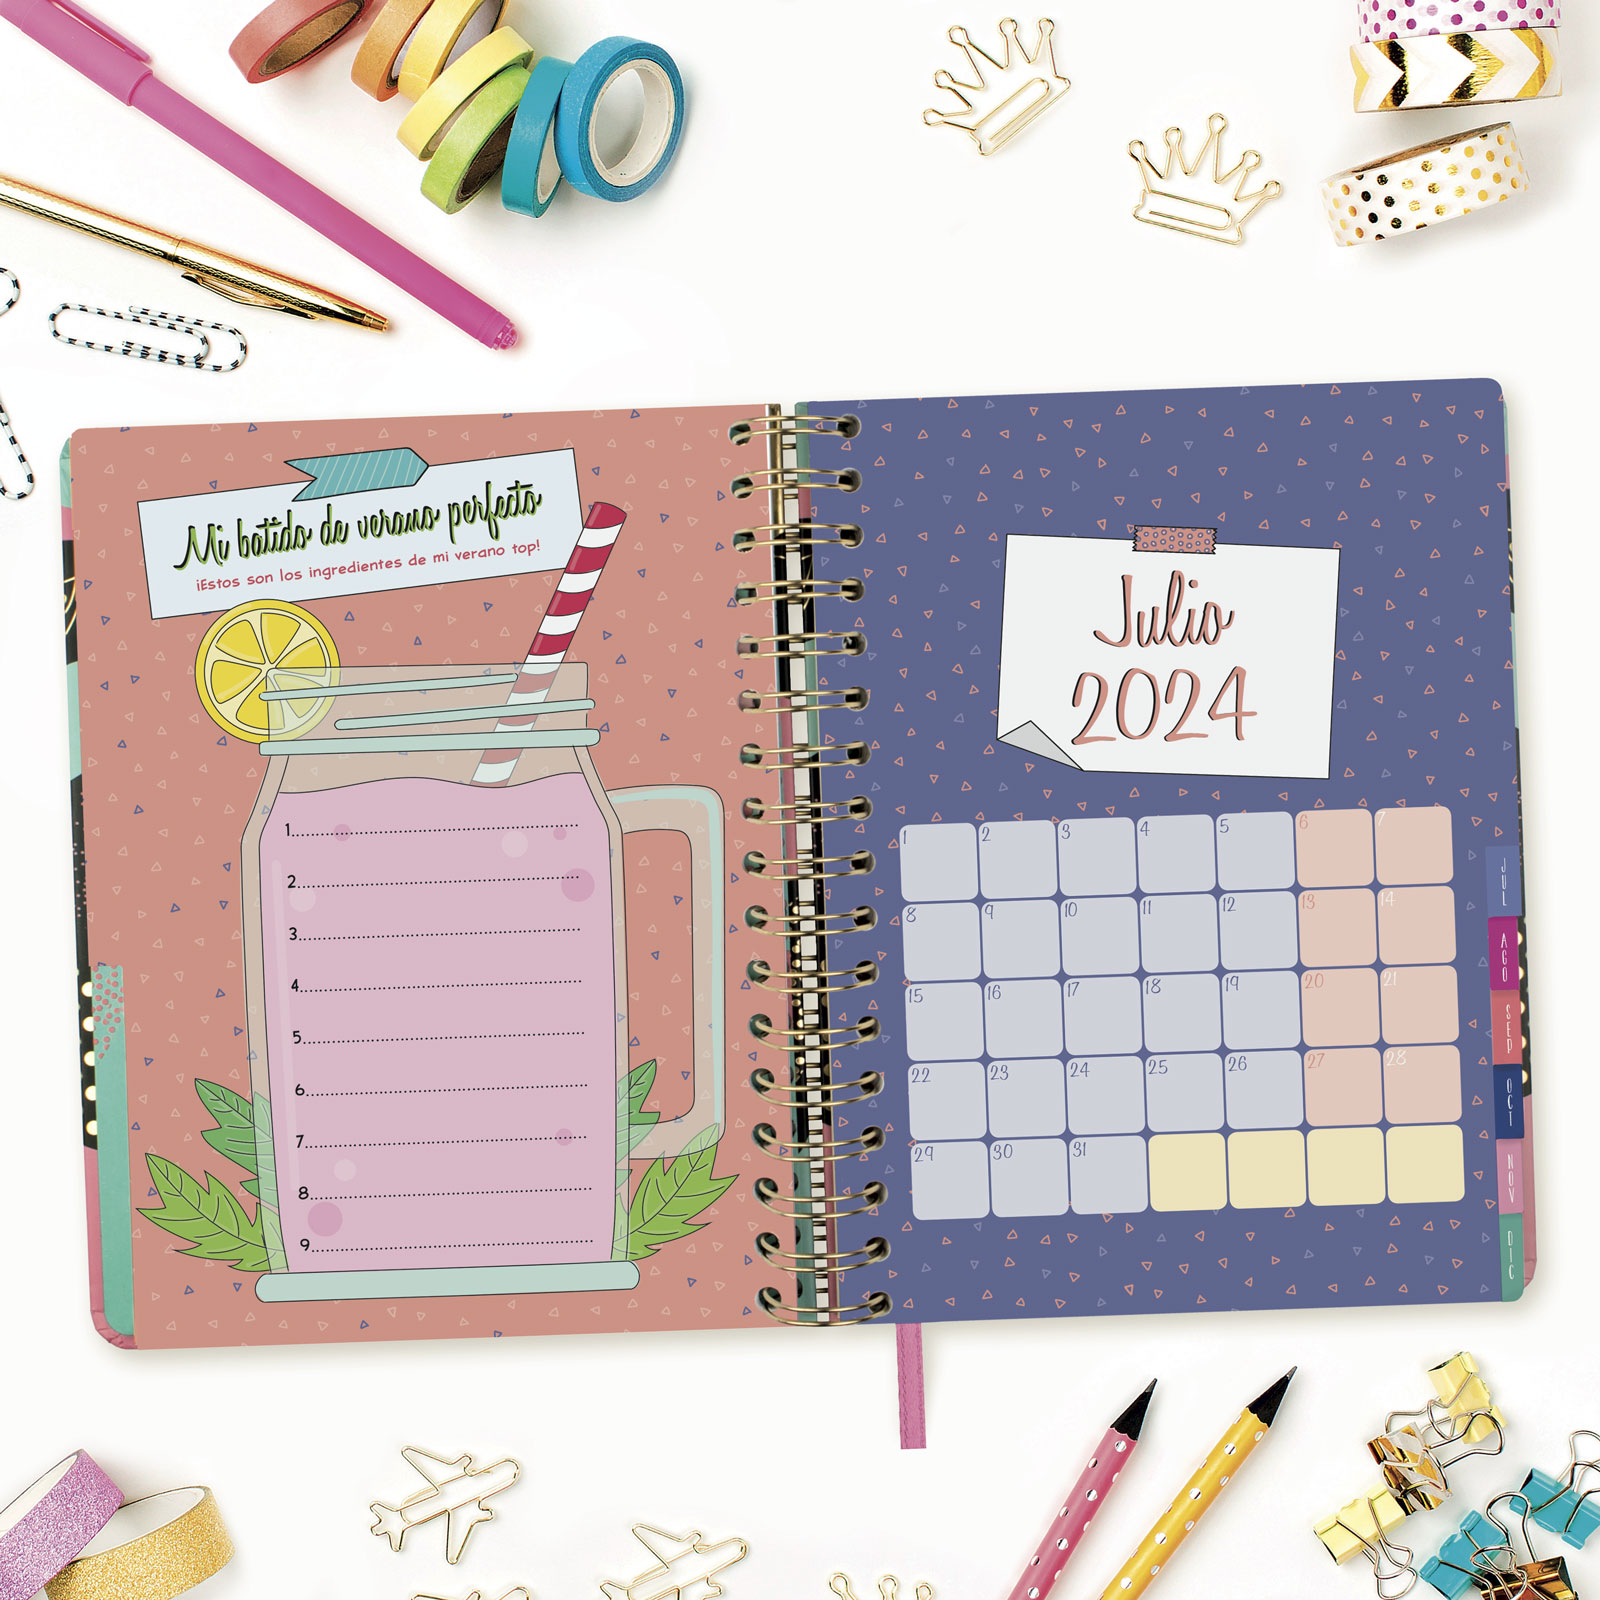 Mi batido de verano perfecto
¡Estos son los ingredientes de mi verano top!
1
2
3
4
5
6
7
8
9
Julio
2024
1 2 3 4 5 6 7
8 9 10 11 12 13 14
15 16 17 18 19 20 21
22 23 24 25 26 27 28
29 30 31
JUL
AGO
SEP
OCT
NOV
DIC